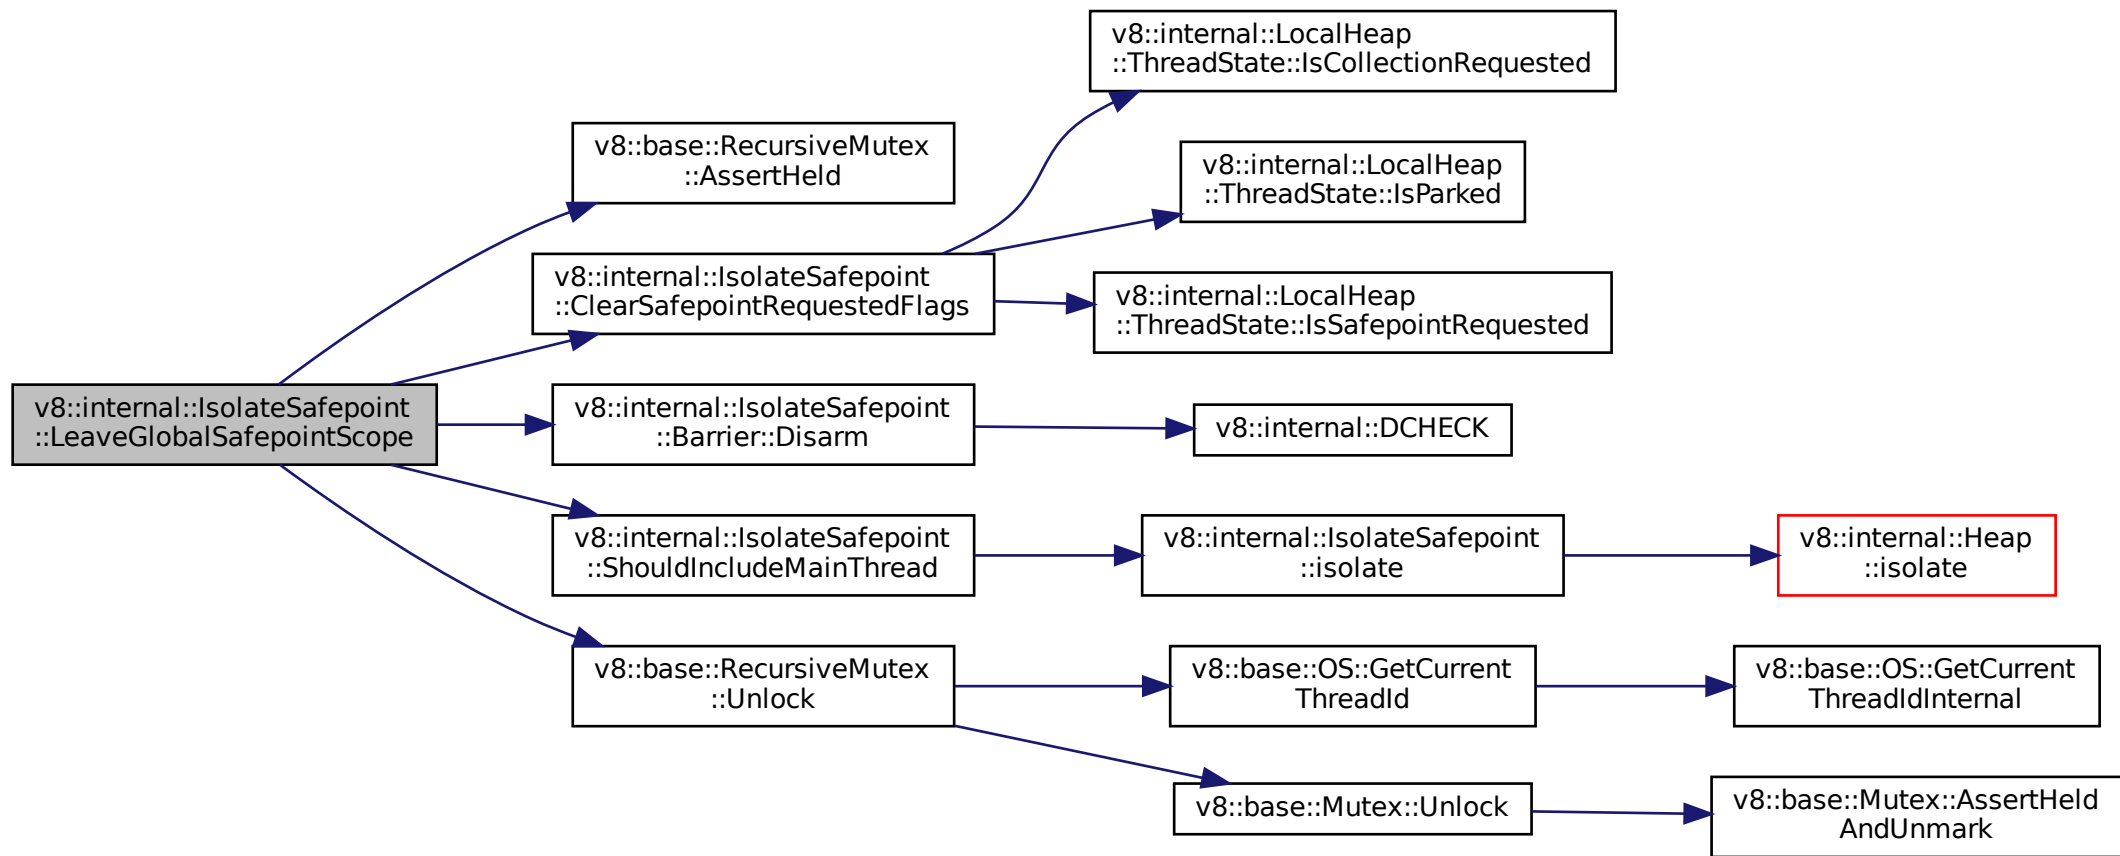 v8::internal::LocalHeap
::ThreadState::IsCollectionRequested
v8::base::RecursiveMutex
::AssertHeld
v8::internal::LocalHeap
::ThreadState::IsParked
v8::internal::IsolateSafepoint
::ClearSafepointRequestedFlags
v8::internal::LocalHeap
::ThreadState::IsSafepointRequested
v8::internal::IsolateSafepoint
::LeaveGlobalSafepointScope
v8::internal::IsolateSafepoint
::Barrier::Disarm
v8::internal::DCHECK
v8::internal::IsolateSafepoint
::ShouldIncludeMainThread
v8::internal::IsolateSafepoint
::isolate
v8::internal::Heap
::isolate
v8::base::RecursiveMutex
::Unlock
v8::base::OS::GetCurrent
ThreadId
v8::base::OS::GetCurrent
ThreadIdInternal
v8::base::Mutex::Unlock
v8::base::Mutex::AssertHeld
AndUnmark